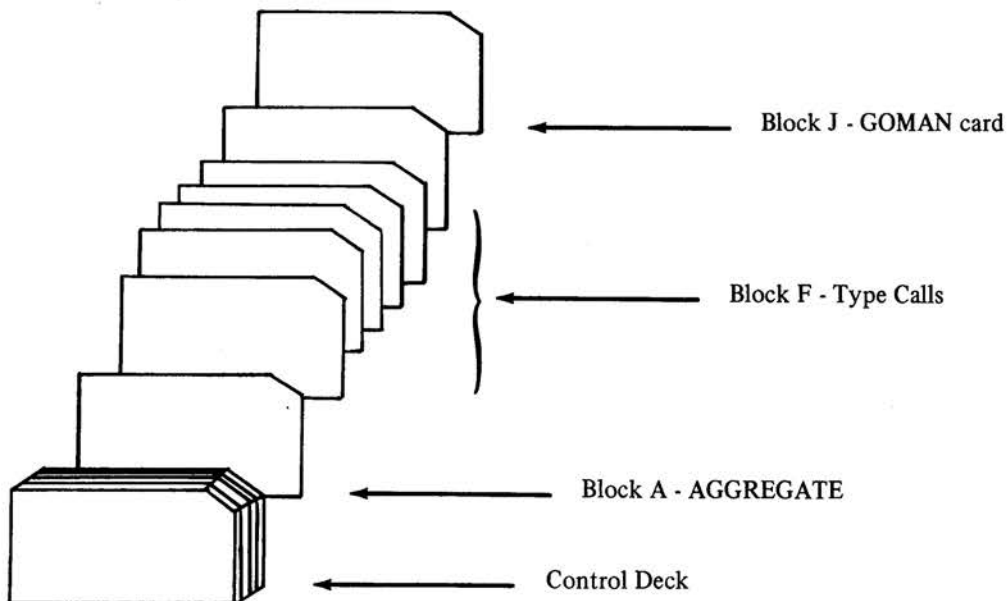 Block J - GOMAN card
Block F - Type Calls
Block A - AGGREGATE
Control Deck